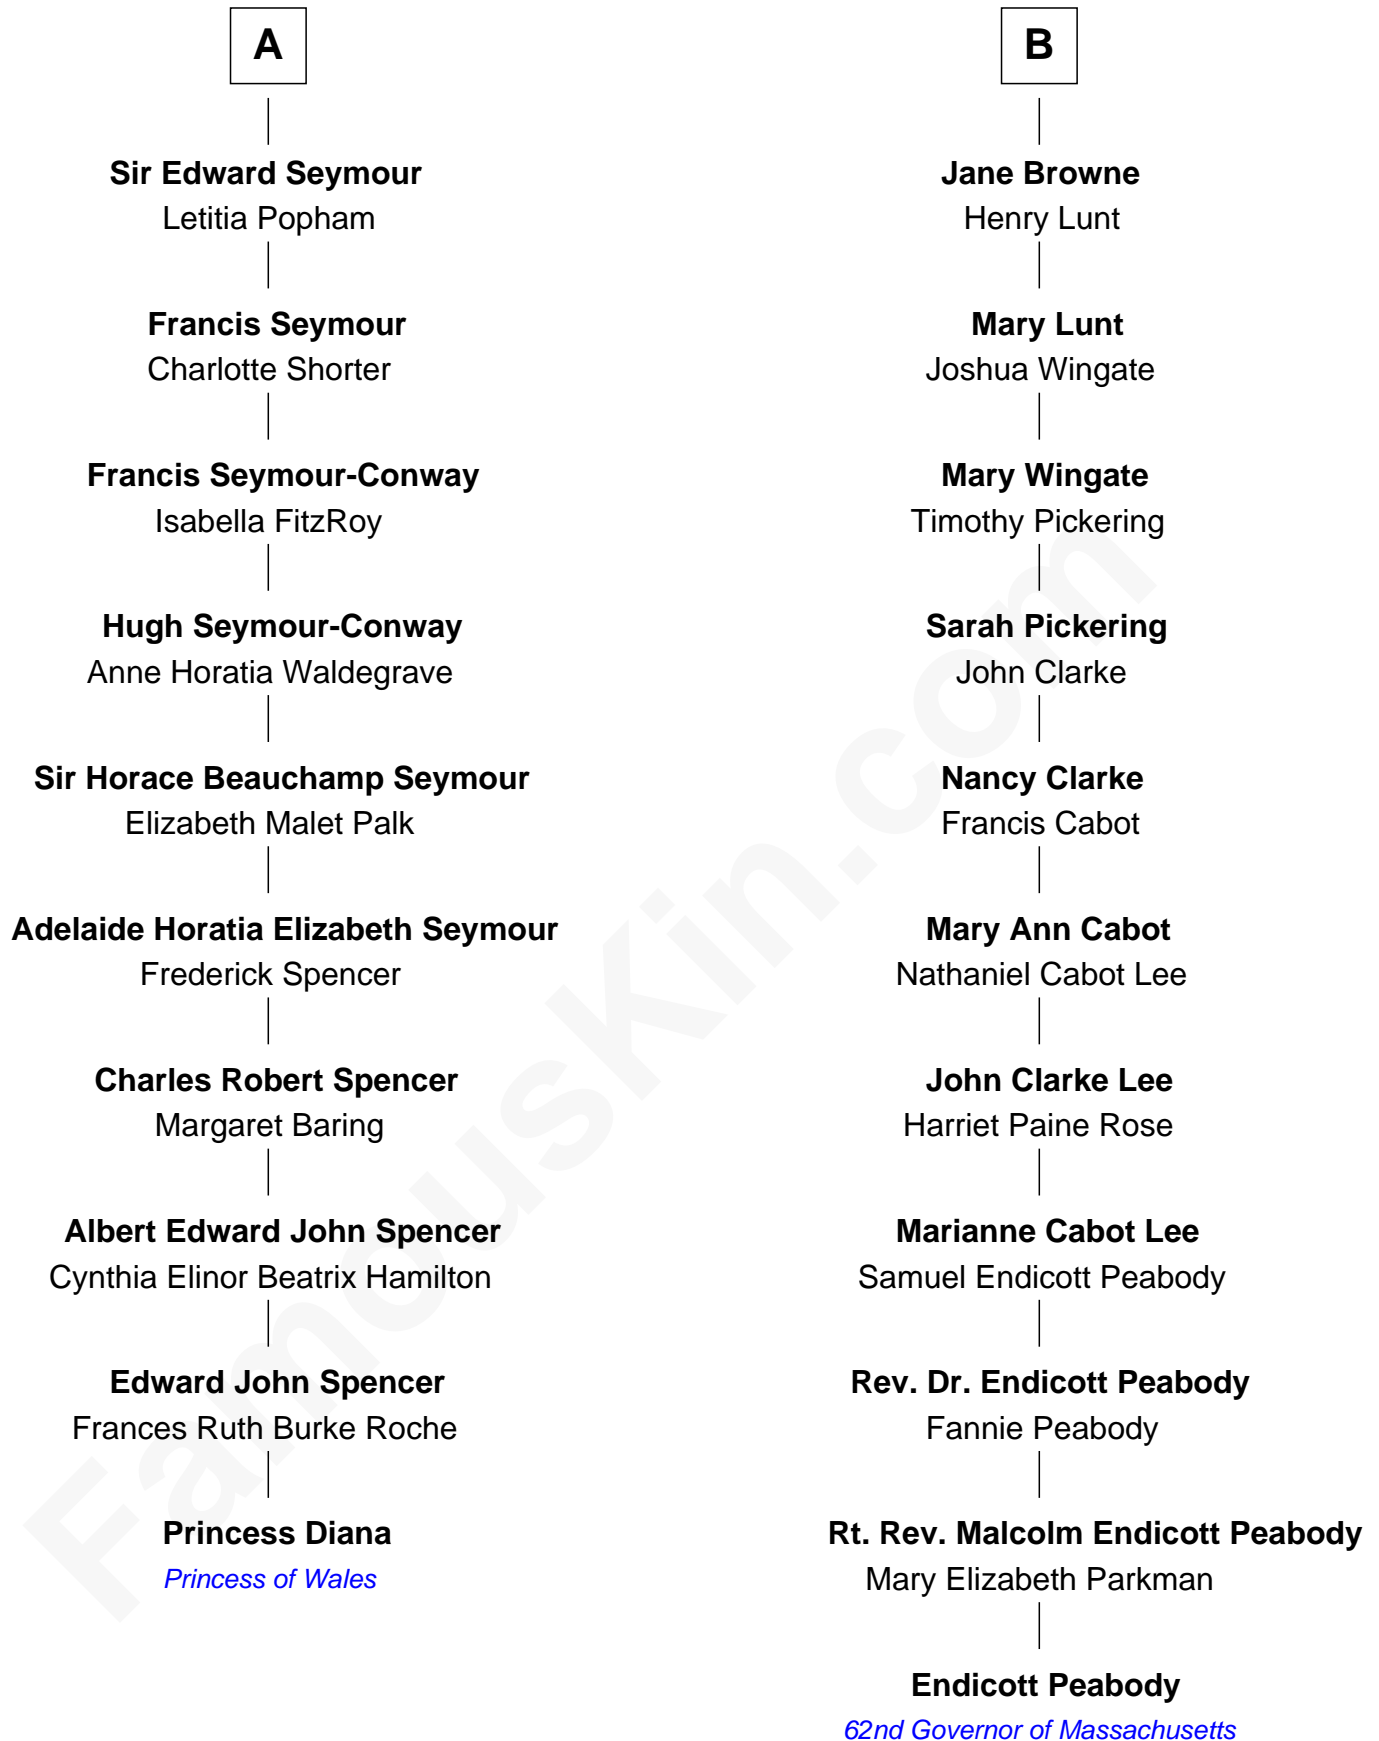 A
Sir Edward Seymour
Letitia Popham
Francis Seymour
Charlotte Shorter
Francis Seymour-Conway
Isabella FitzRoy
Hugh Seymour-Conway
Anne Horatia Waldegrave
Sir Horace Beauchamp Seymour
Elizabeth Malet Palk
Adelaide Horatia Elizabeth Seymour
Frederick Spencer
Charles Robert Spencer
Margaret Baring
Albert Edward John Spencer
Cynthia Elinor Beatrix Hamilton
Edward John Spencer
Frances Ruth Burke Roche
Princess Diana
Princess of Wales
B
Jane Browne
Henry Lunt
Mary Lunt
Joshua Wingate
Mary Wingate
Timothy Pickering
Sarah Pickering
John Clarke
Nancy Clarke
Francis Cabot
Mary Ann Cabot
Nathaniel Cabot Lee
John Clarke Lee
Harriet Paine Rose
Marianne Cabot Lee
Samuel Endicott Peabody
Rev. Dr. Endicott Peabody
Fannie Peabody
Rt. Rev. Malcolm Endicott Peabody
Mary Elizabeth Parkman
Endicott Peabody
62nd Governor of Massachusetts
FamousKin.com